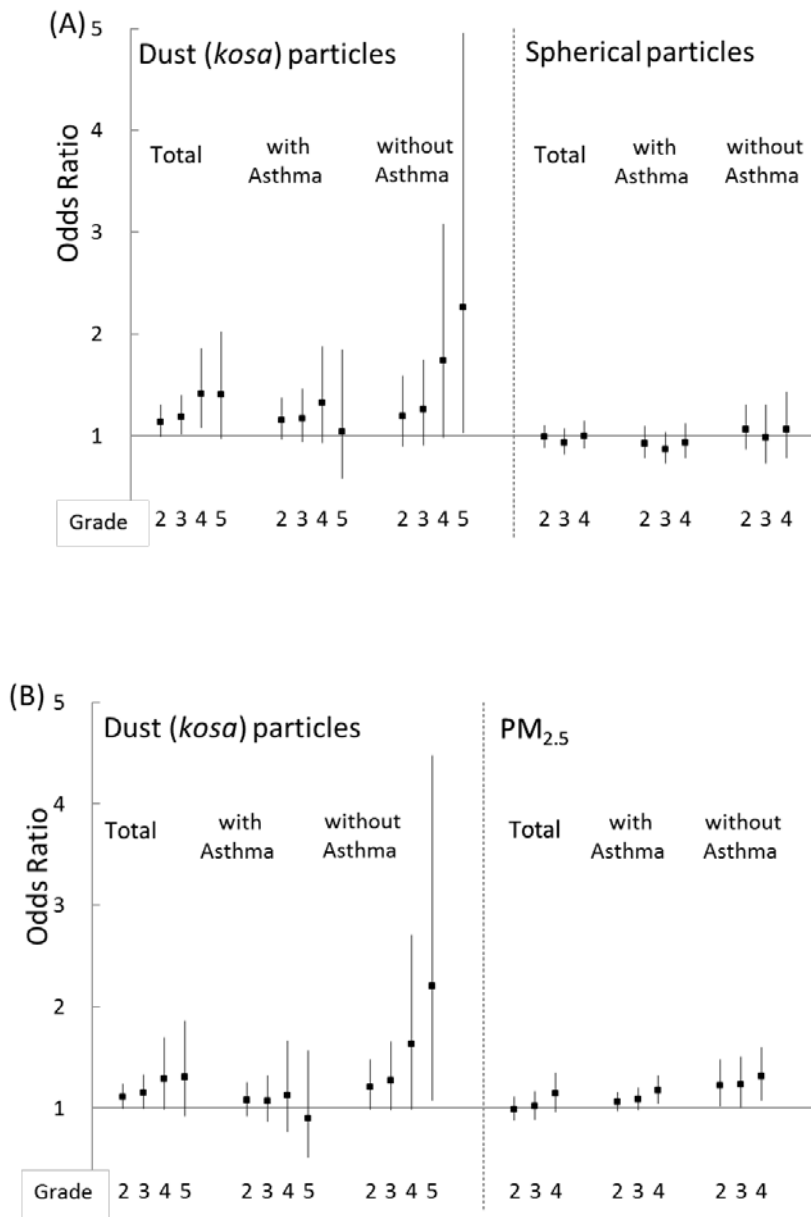 (A)
5
Dust (kosa) particles
Spherical particles
4
Total
with
Asthma
without
Asthma
Total
with
Asthma
without
Asthma
Odds Ratio
3
2
1
Grade
2 3 4 5
2 3 4 5
2 3 4 5
2 3 4
2 3 4
2 3 4
(B)
5
Dust (kosa) particles
PM2.5
4
Total
with
Asthma
without
Asthma
Total
with
Asthma
without
Asthma
Odds Ratio
3
2
1
Grade
2 3 4 5
2 3 4 5
2 3 4 5
2 3 4
2 3 4
2 3 4